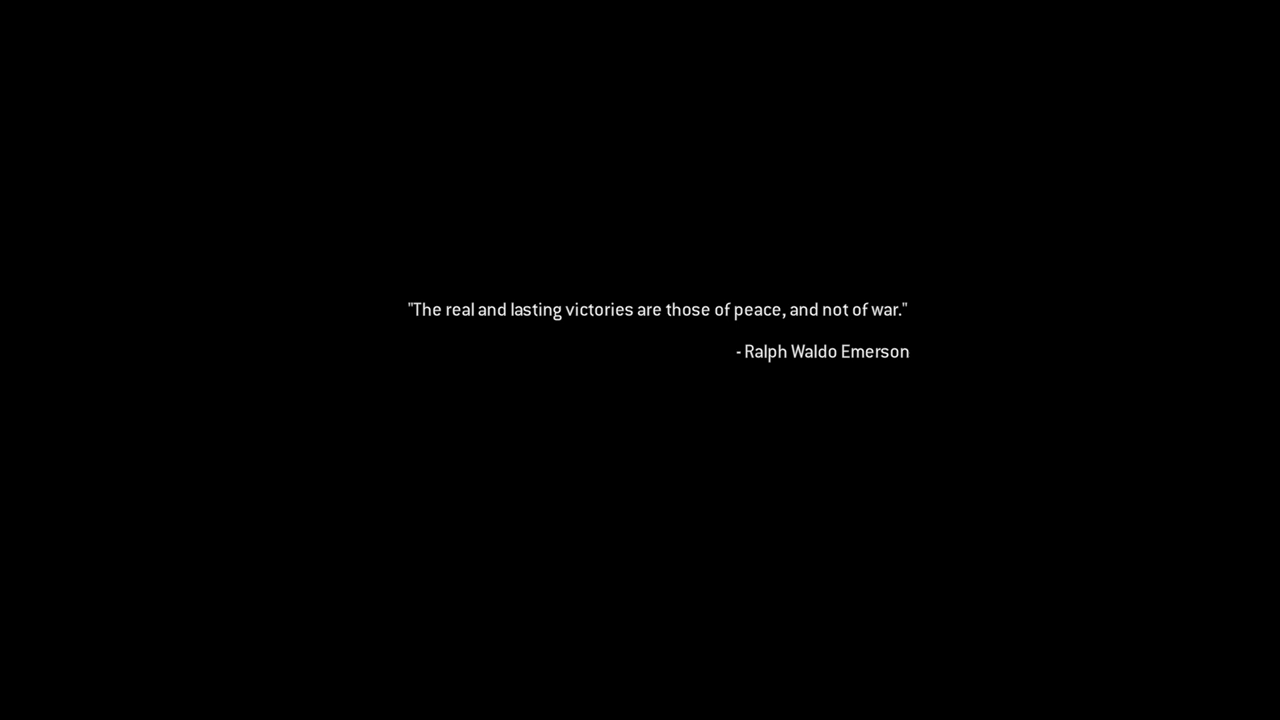 "The real and lasting victories are those of peace, and not of war."
- Ralph Waldo Emerson